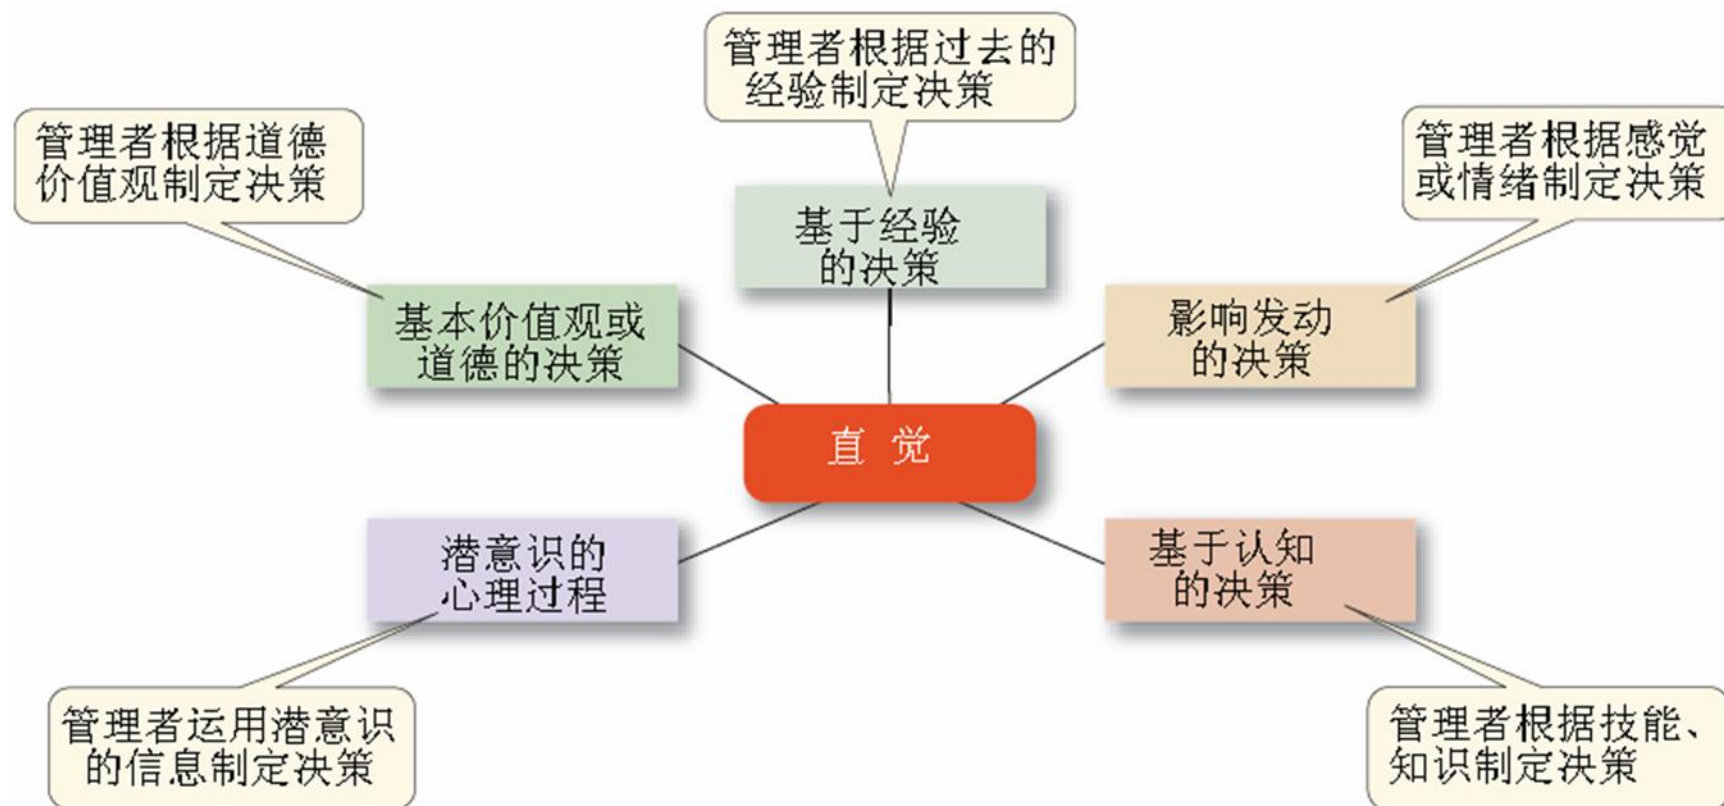 管理者根据过去的
经验制定决策
管理者根据道德
价值观制定决策
管理者根据感觉
或情绪制定决策
基于经验
的决策
基本价值观或
道德的决策
影响发动
的决策
直 觉
潜意识的
心理过程
基于认知
的决策
管理者运用潜意识
的信息制定决策
管理者根据技能、
知识制定决策